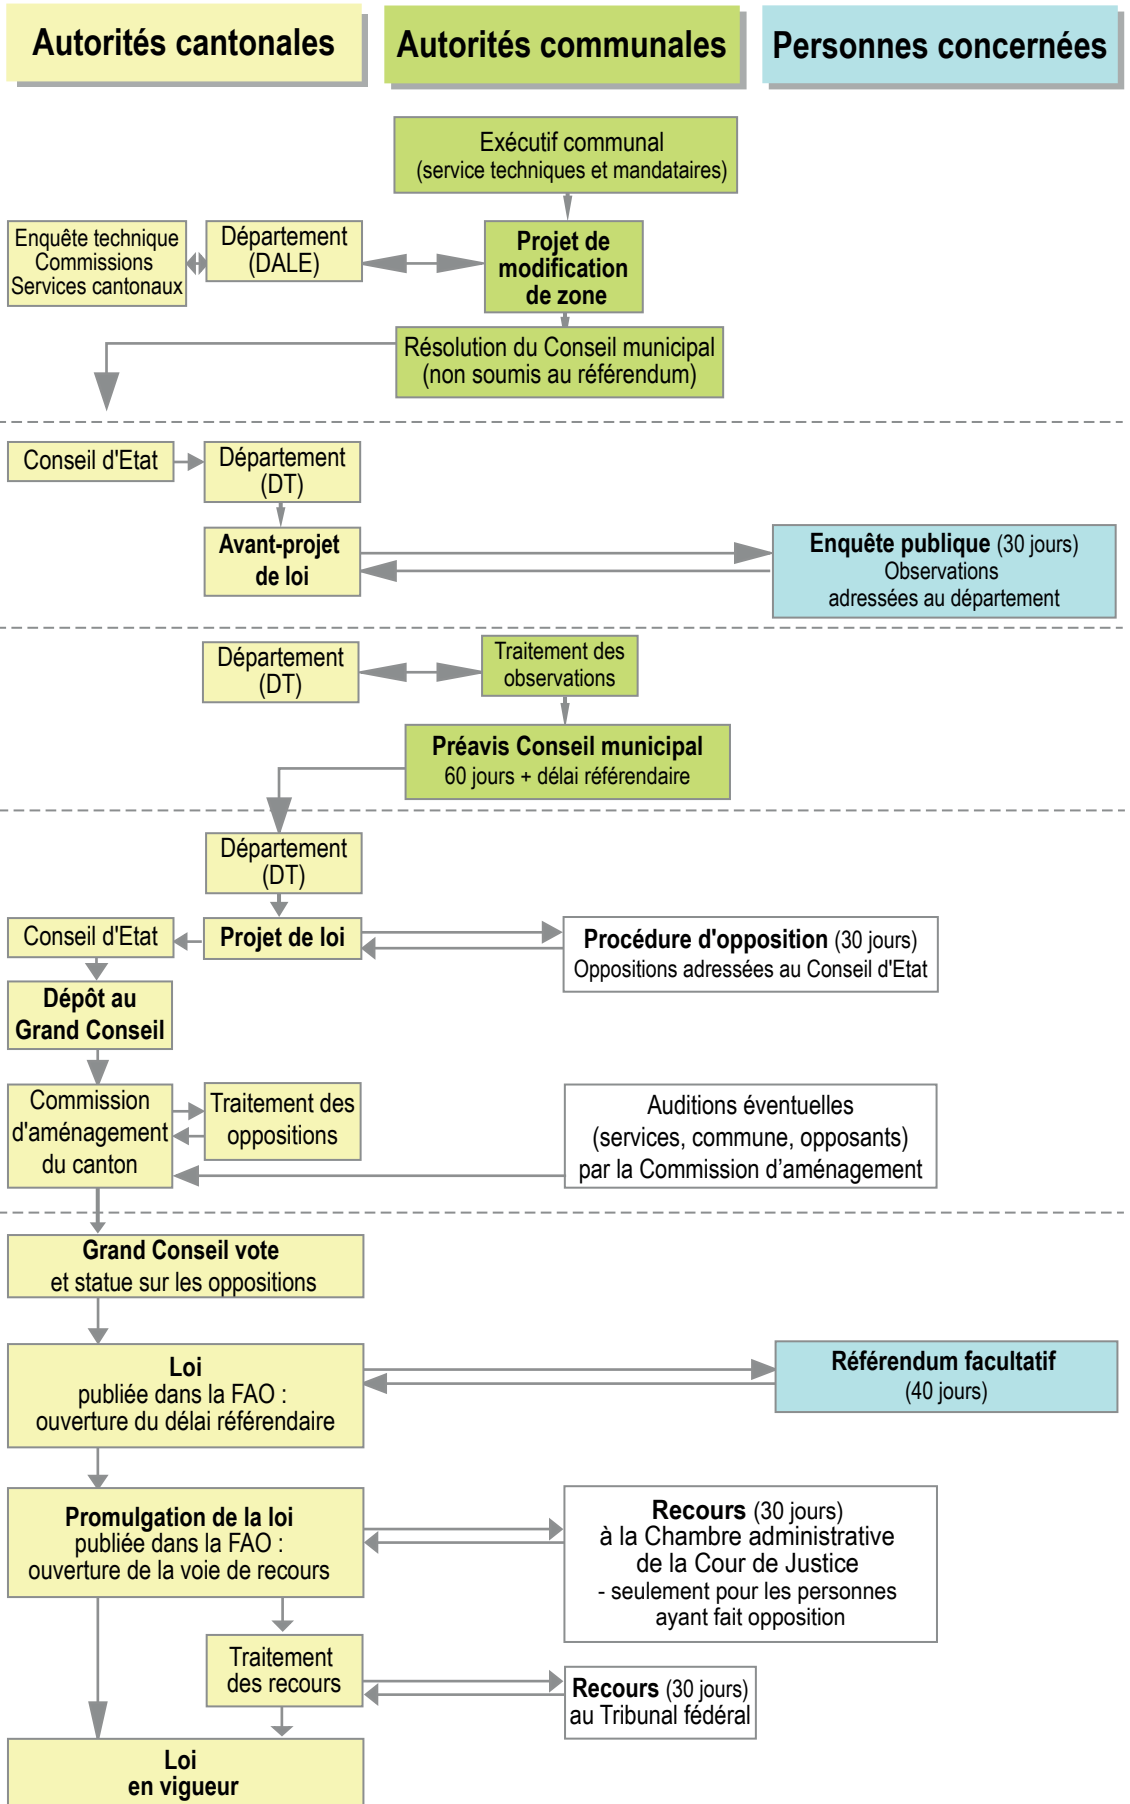 Autorités cantonales
Autorités communales
Personnes concernées
Exécutif communal
(service techniques et mandataires)
Enquête technique
Commissions
Services cantonaux
Département
(DALE)
Projet de
modification
de zone
Résolution du Conseil municipal
(non soumis au référendum)
Conseil d'Etat
Département
(DT)
Avant-projet
de loi
Enquête publique (30 jours)
Observations
adressées au département
Département
(DT)
Traitement des
observations
Préavis Conseil municipal
60 jours + délai référendaire
Département
(DT)
Conseil d'Etat
Projet de loi
Procédure d'opposition (30 jours)
Oppositions adressées au Conseil d'Etat
Dépôt au
Grand Conseil
Commission
d'aménagement
du canton
Traitement des
oppositions
Auditions éventuelles
(services, commune, opposants)
par la Commission d’aménagement
Grand Conseil vote
et statue sur les oppositions
Loi
publiée dans la FAO :
ouverture du délai référendaire
Référendum facultatif
(40 jours)
Promulgation de la loi
publiée dans la FAO :
ouverture de la voie de recours
Recours (30 jours)
à la Chambre administrative
de la Cour de Justice
- seulement pour les personnes
ayant fait opposition
Traitement
des recours
Recours (30 jours)
au Tribunal fédéral
Loi
en vigueur